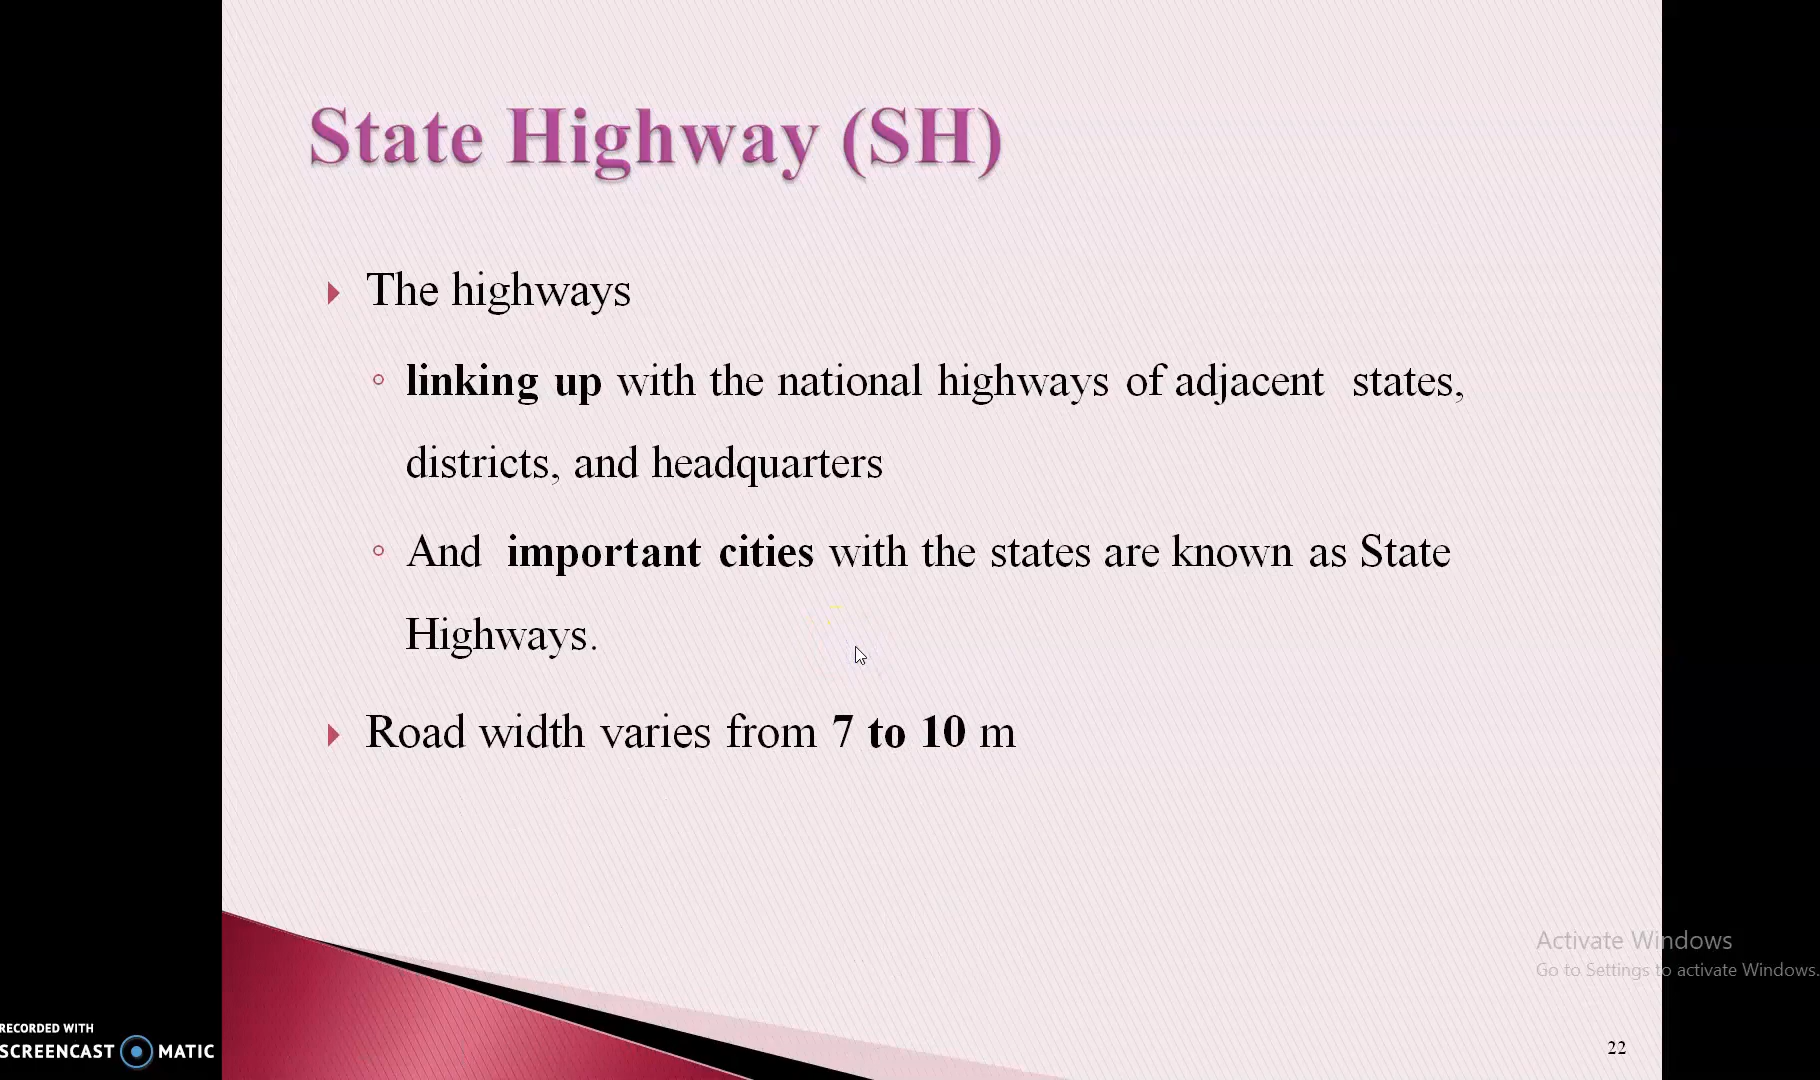 State Highway (SH)
The highways
linking up with the national highways of adjacent states,
districts, and headquarters
And important cities with the states are known as State
Highways.
Road width varies from 7 to 10 m
Activate Windows
Go to Settings to activate Windows.
RECORDED WITH
SCREENCAST MATIC
22